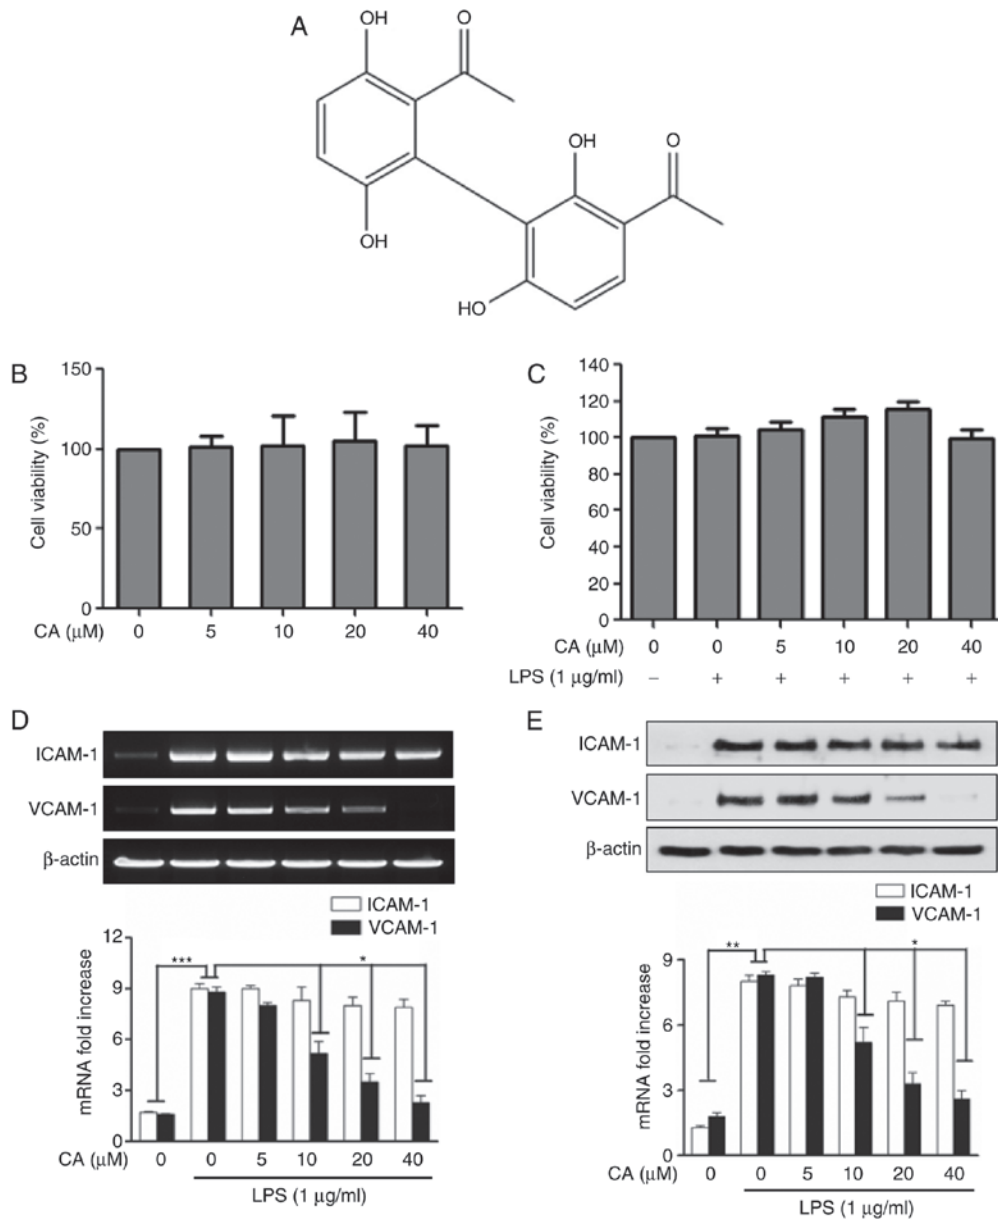 A
OH
O
OH
O
OH
HO
B
150
100
50
0
Cell viability (%)
CA (μM) 0 5 10 20 40
C
140
120
100
80
60
40
20
0
Cell viability (%)
CA (μM) 0 0 5 10 20 40
LPS (1 μg/ml) – + + + + +
D
ICAM-1
VCAM-1
β-actin
ICAM-1
VCAM-1
12
9
6
3
0
mRNA fold increase
*** *
CA (μM) 0 0 5 10 20 40
LPS (1 μg/ml)
E
ICAM-1
VCAM-1
β-actin
ICAM-1
VCAM-1
9
6
3
0
mRNA fold increase
** *
CA (μM) 0 0 5 10 20 40
LPS (1 μg/ml)